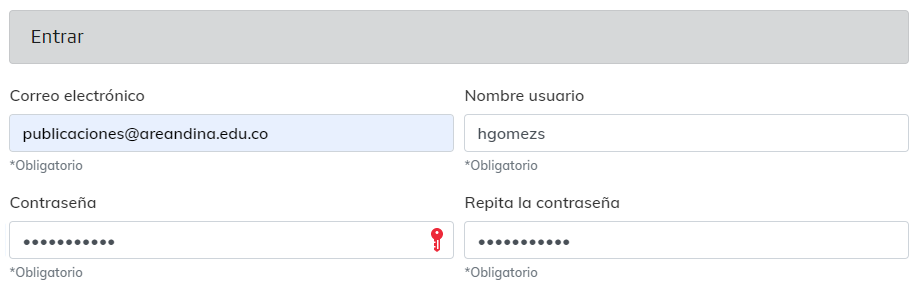 Entrar
Correo electrónico
Nombre usuario
publicaciones@areandina.edu.co
hgomezs
*Obligatorio
*Obligatorio
Contraseña
Repita la contraseña
•••••••••••
•••••••••••
*Obligatorio
*Obligatorio